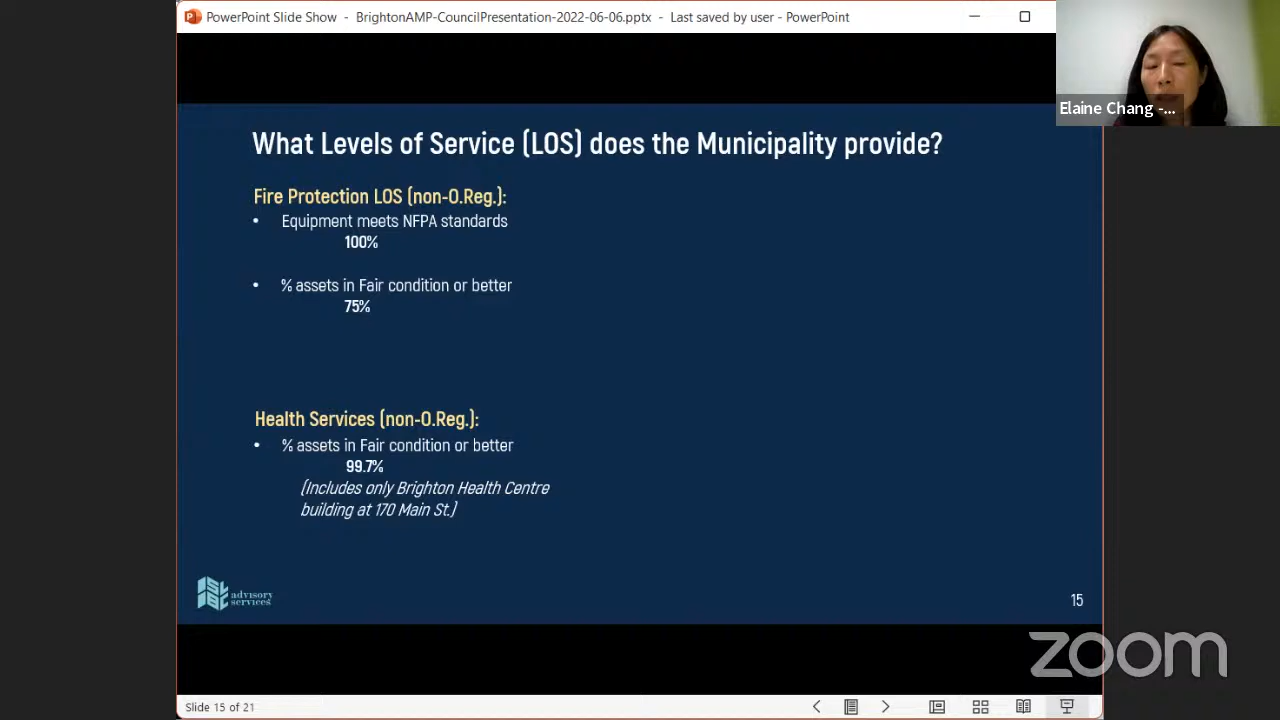 PowerPoint Slide Show - BrightonAMP-CouncilPresentation-2022-06-06.pptx - Last saved by user - PowerPoint
Elaine Chang -...
What Levels of Service (LOS) does the Municipality provide?
Fire Protection LOS (non-O.Reg.):
• Equipment meets NFPA standards
100%
• % assets in Fair condition or better
75%
Health Services (non-O.Reg.):
• % assets in Fair condition or better
99.7%
(Includes only Brighton Health Centre
building at 170 Main St.)
advisory
services
15
zoom
Slide 15 of 21